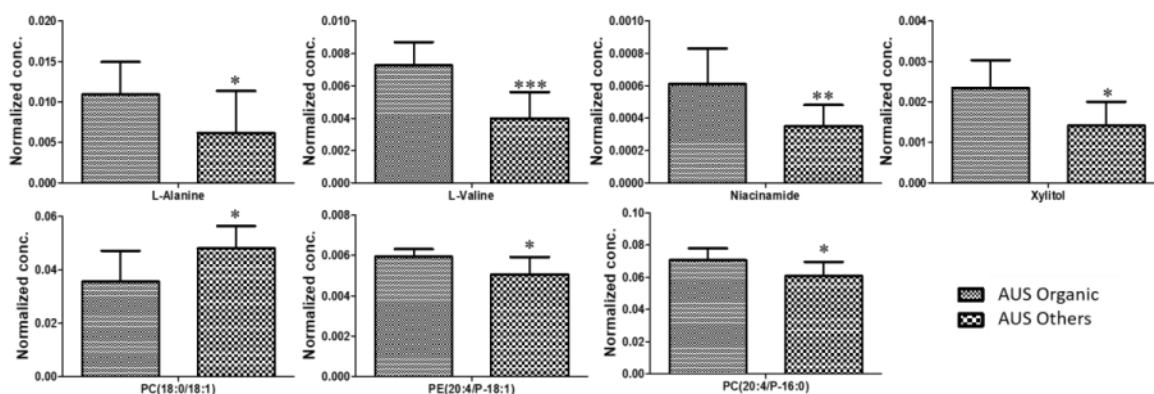 Normalized conc.
0.020
0.015
0.010
0.005
0.000
*
L-Alanine
Normalized conc.
0.010
0.008
0.006
0.004
0.002
0.000
***
L-Valine
Normalized conc.
0.0010
0.0008
0.0006
0.0004
0.0002
0.0000
**
Niacinamide
Normalized conc.
0.004
0.003
0.002
0.001
0.000
*
Xylitol
Normalized conc.
0.06
0.04
0.02
0.00
*
PC(18:0/18:1)
Normalized conc.
0.008
0.006
0.004
0.002
0.000
*
PE(20:4/P-18:1)
Normalized conc.
0.10
0.08
0.06
0.04
0.02
0.00
*
PC(20:4/P-16:0)
AUS Organic
AUS Others